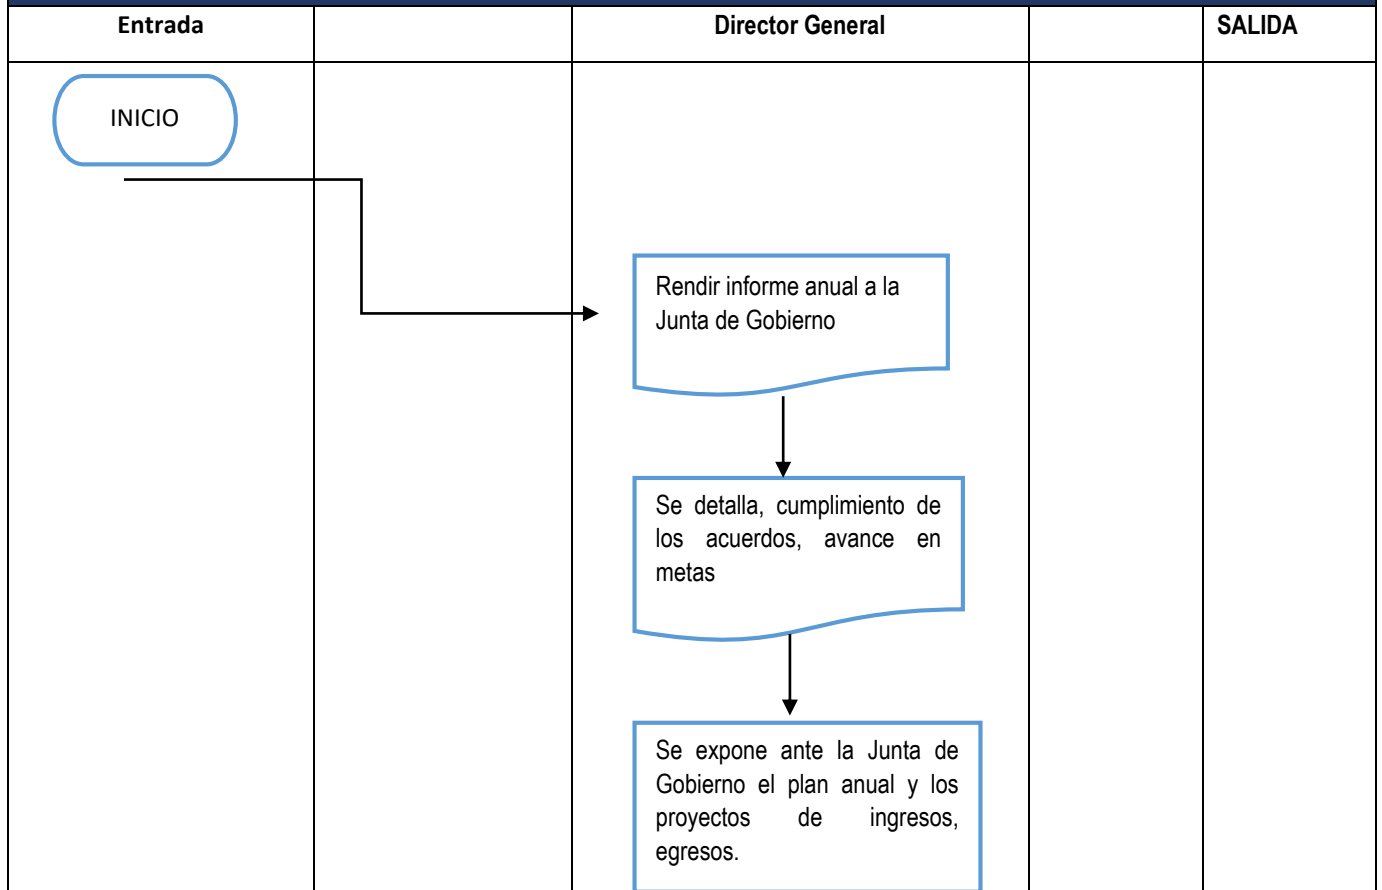 Entrada
Director General
SALIDA
INICIO
Rendir informe anual a la
Junta de Gobierno
Se detalla, cumplimiento de
los acuerdos, avance en
metas
Se expone ante la Junta de
Gobierno el plan anual y los
proyectos de ingresos,
egresos.